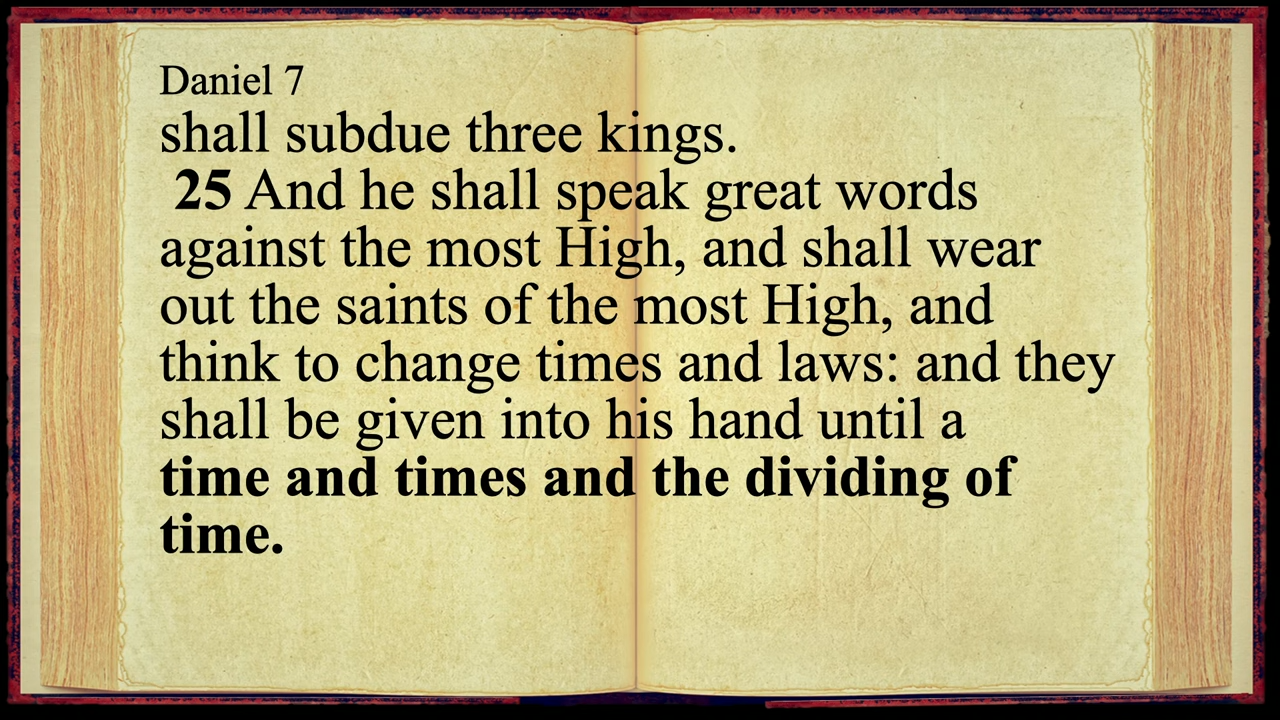 Daniel 7
shall subdue three kings.
25 And he shall speak great words
against the most High, and shall wear
out the saints of the most High, and
think to change times and laws: and they
shall be given into his hand until a
time and times and the dividing of
time.